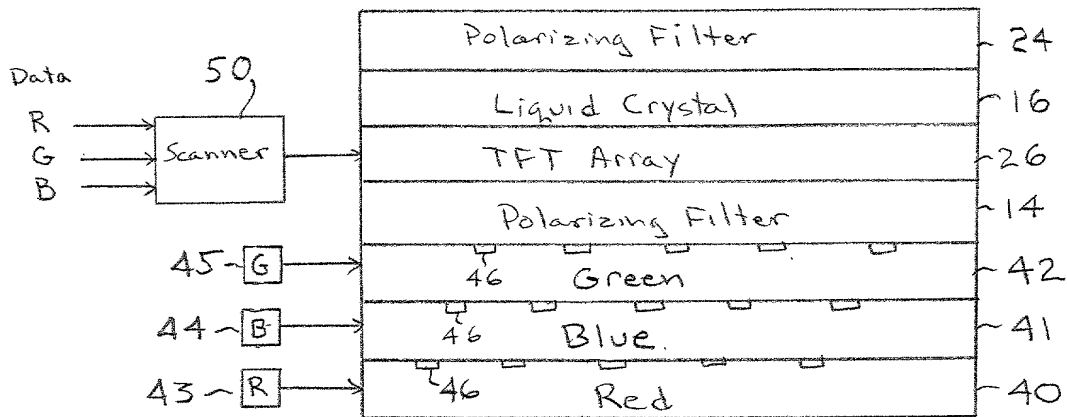 Polarizing Filter 24
Data 50
Liquid Crystal 16
R
G Scanner TFT Array 26
B
Polarizing Filter 14
45 G 46 Green 42
44 B 46 Blue. 41
43 R 46 Red 40